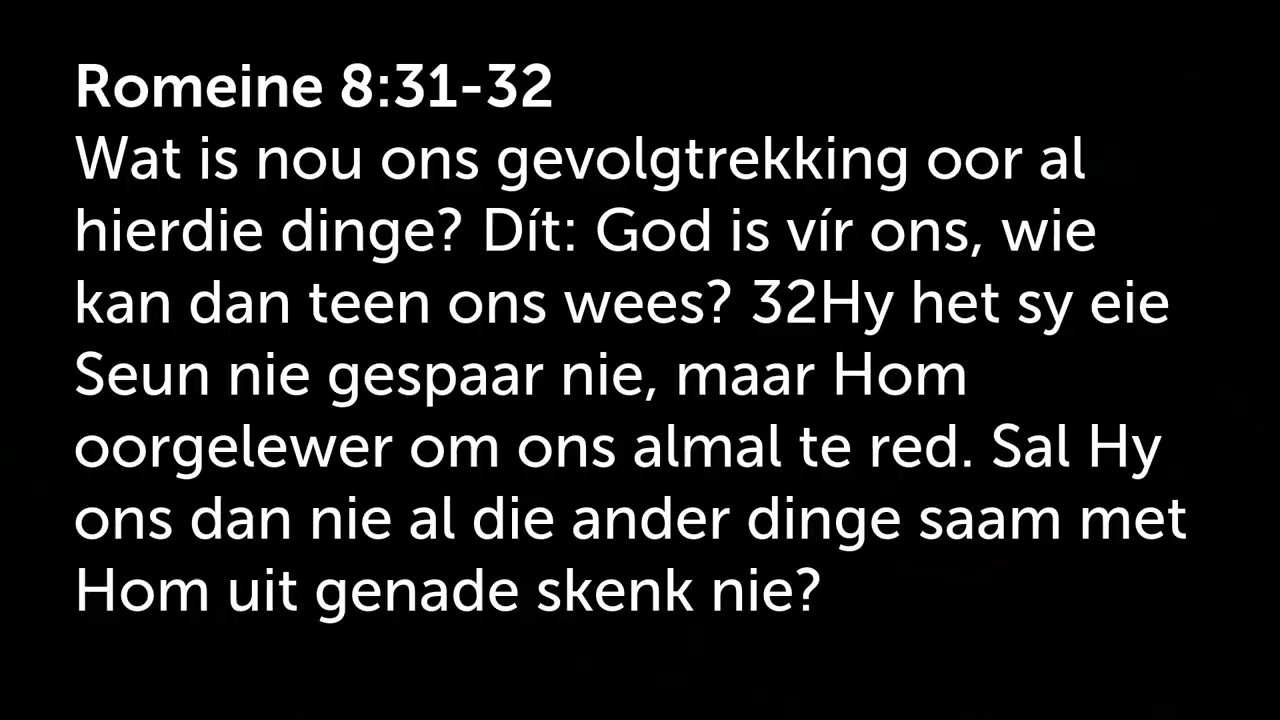 Romeine 8:31-32
Wat is nou ons gevolgtrekking oor al
hierdie dinge? Dít: God is vír ons, wie
kan dan teen ons wees? 32Hy het sy eie
Seun nie gespaar nie, maar Hom
oorgelewer om ons almal te red. Sal Hy
ons dan nie al die ander dinge saam met
Hom uit genade skenk nie?